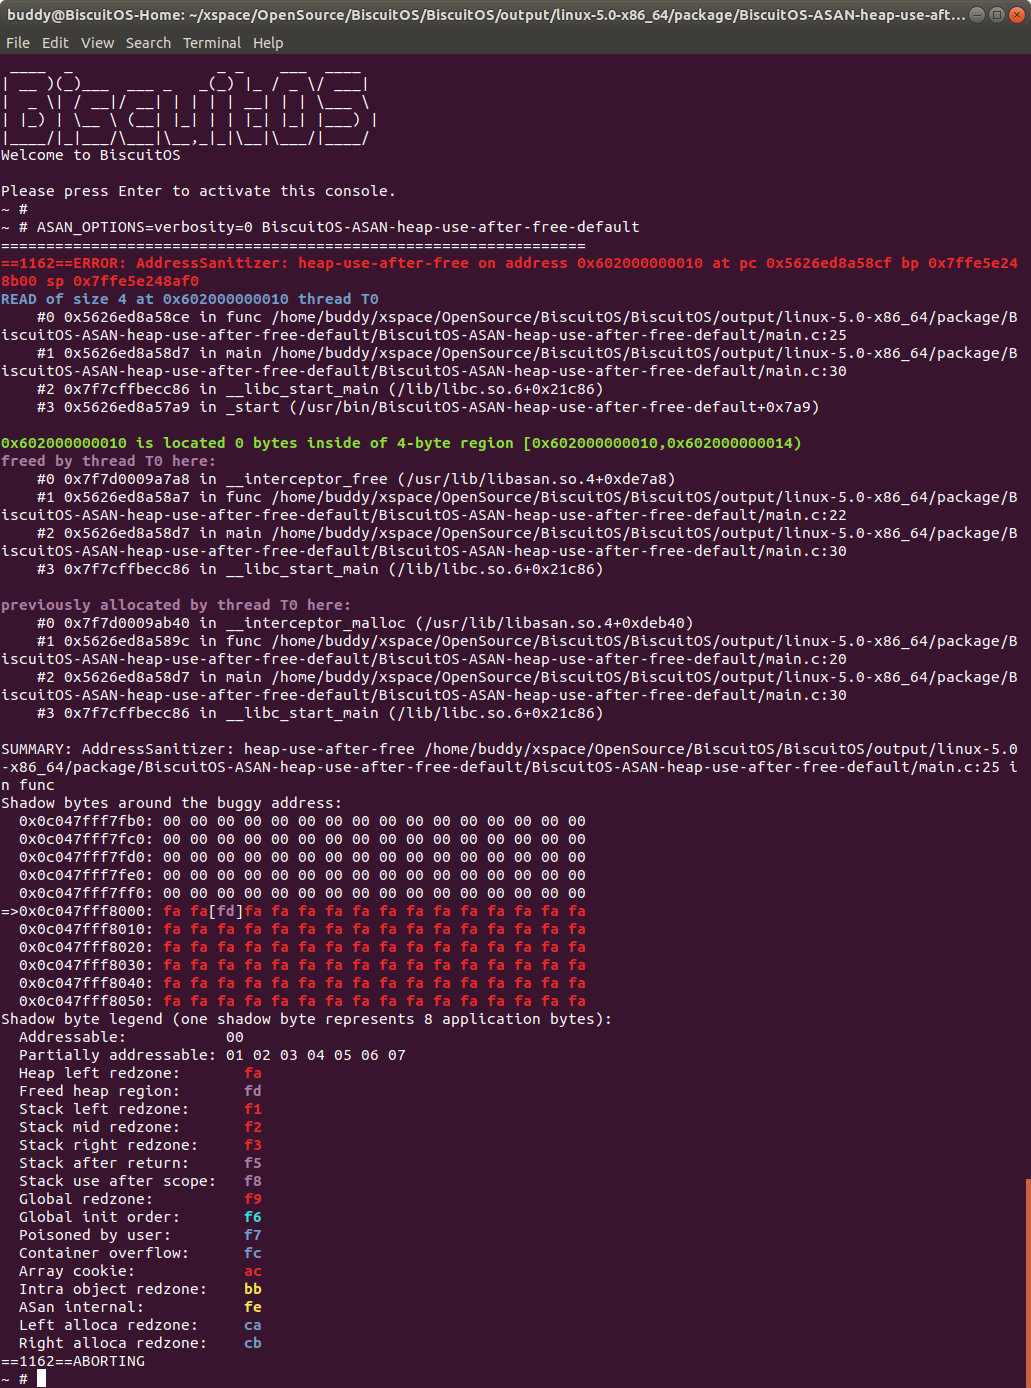 buddy@BiscuitOS-Home: ~/xspace/OpenSource/BiscuitOS/BiscuitOS/output/linux-5.0-x86_64/package/BiscuitOS-ASAN-heap-use-aft...
File Edit View Search Terminal Help
BiscuitOS
Welcome to BiscuitOS
Please press Enter to activate this console.
~ #
~ # ASAN_OPTIONS=verbosity=0 BiscuitOS-ASAN-heap-use-after-free-default
=================================================================
==1162==ERROR: AddressSanitizer: heap-use-after-free on address 0x602000000010 at pc 0x5626ed8a58cf bp 0x7ffe5e24
8b00 sp 0x7ffe5e248af0
READ of size 4 at 0x602000000010 thread T0
    #0 0x5626ed8a58ce in func /home/buddy/xspace/OpenSource/BiscuitOS/BiscuitOS/output/linux-5.0-x86_64/package/B
iscuitOS-ASAN-heap-use-after-free-default/BiscuitOS-ASAN-heap-use-after-free-default/main.c:25
    #1 0x5626ed8a58d7 in main /home/buddy/xspace/OpenSource/BiscuitOS/BiscuitOS/output/linux-5.0-x86_64/package/B
iscuitOS-ASAN-heap-use-after-free-default/BiscuitOS-ASAN-heap-use-after-free-default/main.c:30
    #2 0x7f7cffbecc86 in __libc_start_main (/lib/libc.so.6+0x21c86)
    #3 0x5626ed8a57a9 in _start (/usr/bin/BiscuitOS-ASAN-heap-use-after-free-default+0x7a9)
0x602000000010 is located 0 bytes inside of 4-byte region [0x602000000010,0x602000000014)
freed by thread T0 here:
    #0 0x7f7d0009a7a8 in __interceptor_free (/usr/lib/libasan.so.4+0xde7a8)
    #1 0x5626ed8a58a7 in func /home/buddy/xspace/OpenSource/BiscuitOS/BiscuitOS/output/linux-5.0-x86_64/package/B
iscuitOS-ASAN-heap-use-after-free-default/BiscuitOS-ASAN-heap-use-after-free-default/main.c:22
    #2 0x5626ed8a58d7 in main /home/buddy/xspace/OpenSource/BiscuitOS/BiscuitOS/output/linux-5.0-x86_64/package/B
iscuitOS-ASAN-heap-use-after-free-default/BiscuitOS-ASAN-heap-use-after-free-default/main.c:30
    #3 0x7f7cffbecc86 in __libc_start_main (/lib/libc.so.6+0x21c86)
previously allocated by thread T0 here:
    #0 0x7f7d0009ab40 in __interceptor_malloc (/usr/lib/libasan.so.4+0xdeb40)
    #1 0x5626ed8a589c in func /home/buddy/xspace/OpenSource/BiscuitOS/BiscuitOS/output/linux-5.0-x86_64/package/B
iscuitOS-ASAN-heap-use-after-free-default/BiscuitOS-ASAN-heap-use-after-free-default/main.c:20
    #2 0x5626ed8a58d7 in main /home/buddy/xspace/OpenSource/BiscuitOS/BiscuitOS/output/linux-5.0-x86_64/package/B
iscuitOS-ASAN-heap-use-after-free-default/BiscuitOS-ASAN-heap-use-after-free-default/main.c:30
    #3 0x7f7cffbecc86 in __libc_start_main (/lib/libc.so.6+0x21c86)
SUMMARY: AddressSanitizer: heap-use-after-free /home/buddy/xspace/OpenSource/BiscuitOS/BiscuitOS/output/linux-5.0
-x86_64/package/BiscuitOS-ASAN-heap-use-after-free-default/BiscuitOS-ASAN-heap-use-after-free-default/main.c:25 i
n func
Shadow bytes around the buggy address:
  0x0c047fff7fb0: 00 00 00 00 00 00 00 00 00 00 00 00 00 00 00 00
  0x0c047fff7fc0: 00 00 00 00 00 00 00 00 00 00 00 00 00 00 00 00
  0x0c047fff7fd0: 00 00 00 00 00 00 00 00 00 00 00 00 00 00 00 00
  0x0c047fff7fe0: 00 00 00 00 00 00 00 00 00 00 00 00 00 00 00 00
  0x0c047fff7ff0: 00 00 00 00 00 00 00 00 00 00 00 00 00 00 00 00
=>0x0c047fff8000: fa fa[fd]fa fa fa fa fa fa fa fa fa fa fa fa fa
  0x0c047fff8010: fa fa fa fa fa fa fa fa fa fa fa fa fa fa fa fa
  0x0c047fff8020: fa fa fa fa fa fa fa fa fa fa fa fa fa fa fa fa
  0x0c047fff8030: fa fa fa fa fa fa fa fa fa fa fa fa fa fa fa fa
  0x0c047fff8040: fa fa fa fa fa fa fa fa fa fa fa fa fa fa fa fa
  0x0c047fff8050: fa fa fa fa fa fa fa fa fa fa fa fa fa fa fa fa
Shadow byte legend (one shadow byte represents 8 application bytes):
  Addressable:           00
  Partially addressable: 01 02 03 04 05 06 07
  Heap left redzone:       fa
  Freed heap region:       fd
  Stack left redzone:      f1
  Stack mid redzone:       f2
  Stack right redzone:     f3
  Stack after return:      f5
  Stack use after scope:   f8
  Global redzone:          f9
  Global init order:       f6
  Poisoned by user:        f7
  Container overflow:      fc
  Array cookie:            ac
  Intra object redzone:    bb
  ASan internal:           fe
  Left alloca redzone:     ca
  Right alloca redzone:    cb
==1162==ABORTING
~ #